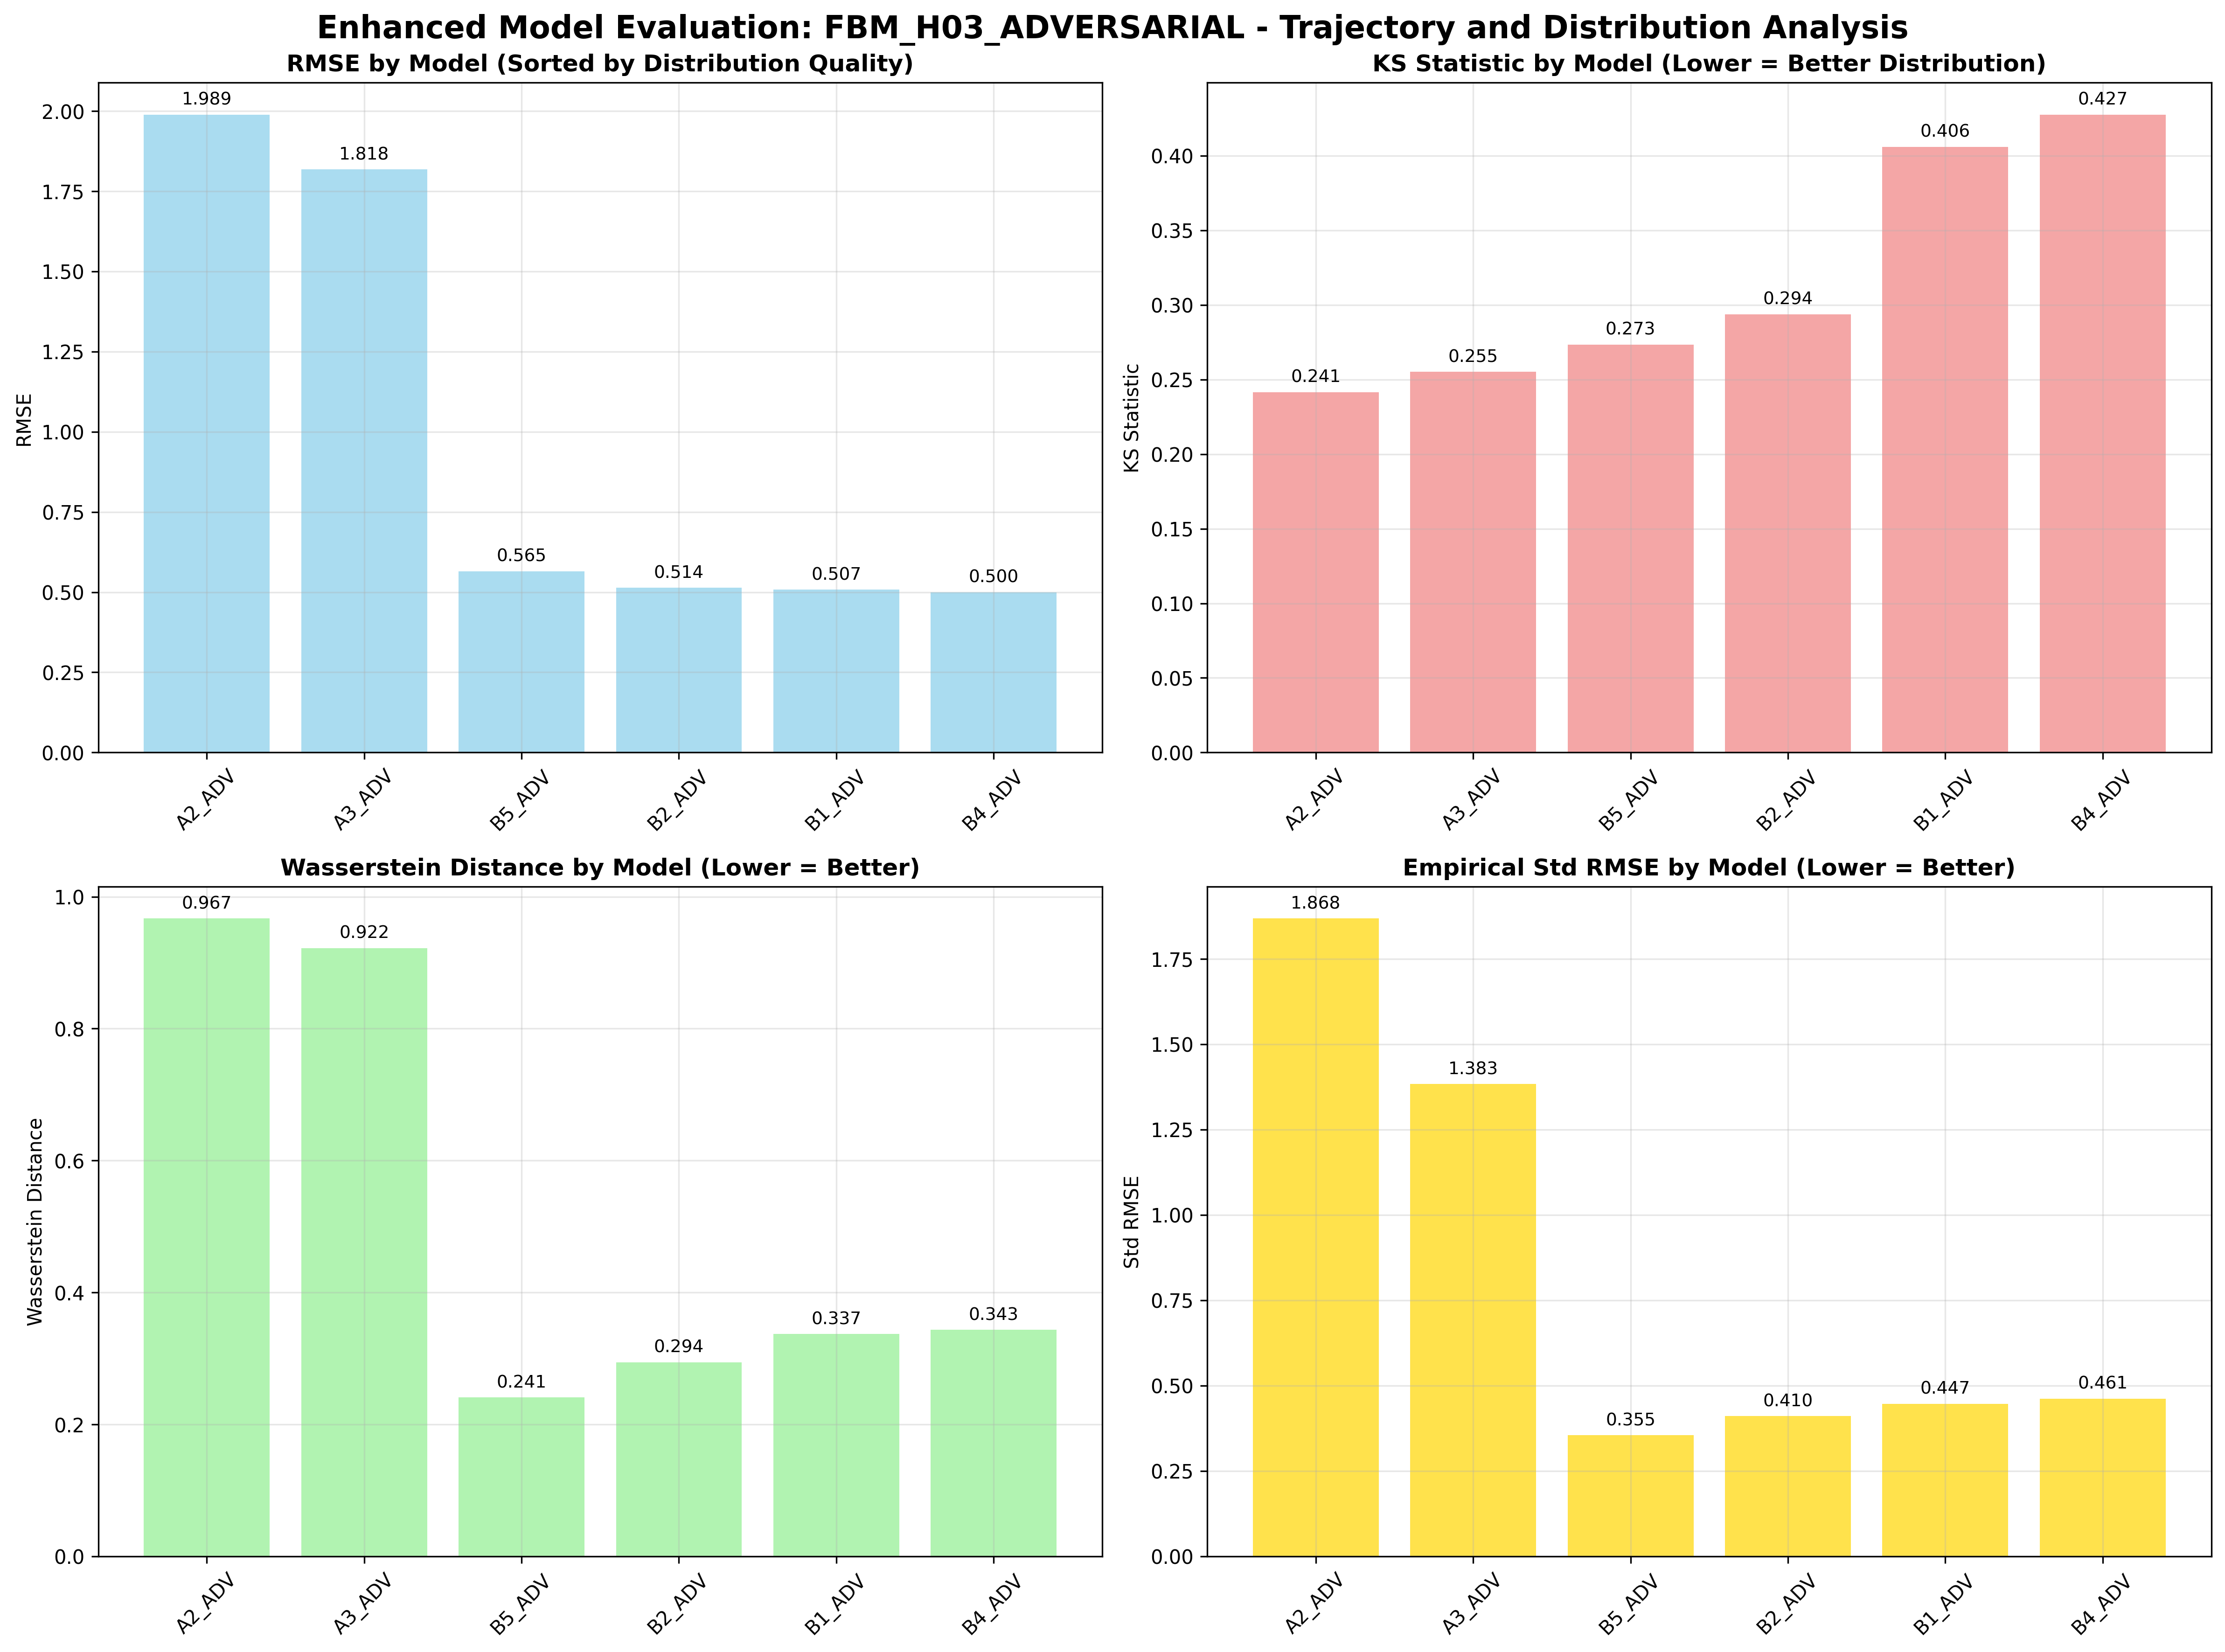 Enhanced Model Evaluation: FBM_H03_ADVERSARIAL - Trajectory and Distribution Analysis
RMSE by Model (Sorted by Distribution Quality)
RMSE
2.00
1.75
1.50
1.25
1.00
0.75
0.50
0.25
0.00
1.989
1.818
0.565
0.514
0.507
0.500
A2_ADV
A3_ADV
B5_ADV
B2_ADV
B1_ADV
B4_ADV
KS Statistic by Model (Lower = Better Distribution)
KS Statistic
0.40
0.35
0.30
0.25
0.20
0.15
0.10
0.05
0.00
0.241
0.255
0.273
0.294
0.406
0.427
A2_ADV
A3_ADV
B5_ADV
B2_ADV
B1_ADV
B4_ADV
Wasserstein Distance by Model (Lower = Better)
Wasserstein Distance
1.0
0.8
0.6
0.4
0.2
0.0
0.967
0.922
0.241
0.294
0.337
0.343
A2_ADV
A3_ADV
B5_ADV
B2_ADV
B1_ADV
B4_ADV
Empirical Std RMSE by Model (Lower = Better)
Std RMSE
1.75
1.50
1.25
1.00
0.75
0.50
0.25
0.00
1.868
1.383
0.355
0.410
0.447
0.461
A2_ADV
A3_ADV
B5_ADV
B2_ADV
B1_ADV
B4_ADV